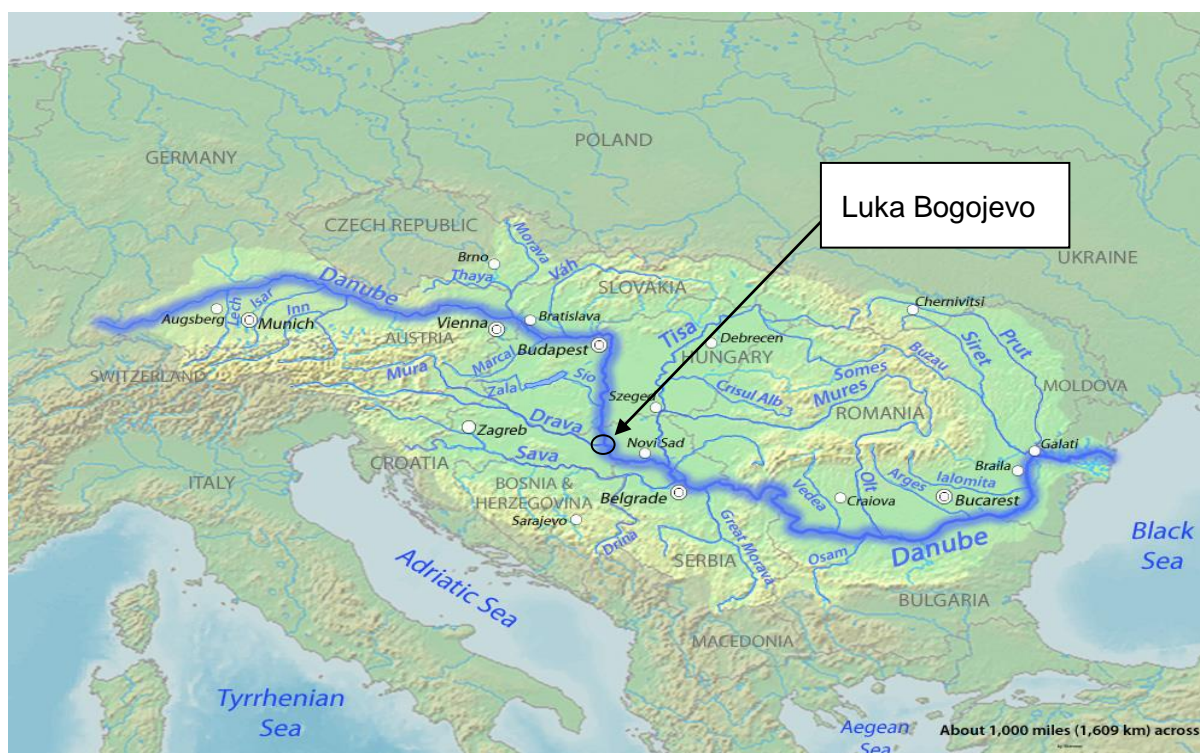 POLAND
GERMANY
Luka Bogojevo
CZECH REPUBLIC
Morava
UKRAINE
Brno
Váh
Thaya
SLOVAKIA
Danube
Chernivitsi
Augsberg
Lech
Isar
Inn
Munich
Vienna
Bratislava
AUSTRIA
Budapest
Tisa
Debrecen
HUNGARY
Prut
Siret
Buzau
SWITZERLAND
Mura
Marcal
Zalal
Sio
Somes
Crisul Alb
Mures
MOLDOVA
Szeged
ROMANIA
Drava
Zagreb
Novi Sad
Galati
Sava
CROATIA
Braila
ITALY
BOSNIA &
HERZEGOVINA
Belgrade
Vedea
Craiova
Olt
Arges
Ialomita
Bucarest
Sarajevo
Drina
Great Morava
SERBIA
Osam
Danube
Black
Sea
Adriatic Sea
BULGARIA
MACEDONIA
Tyrrhenian
Sea
Aegean
Sea
About 1,000 miles (1,609 km) across